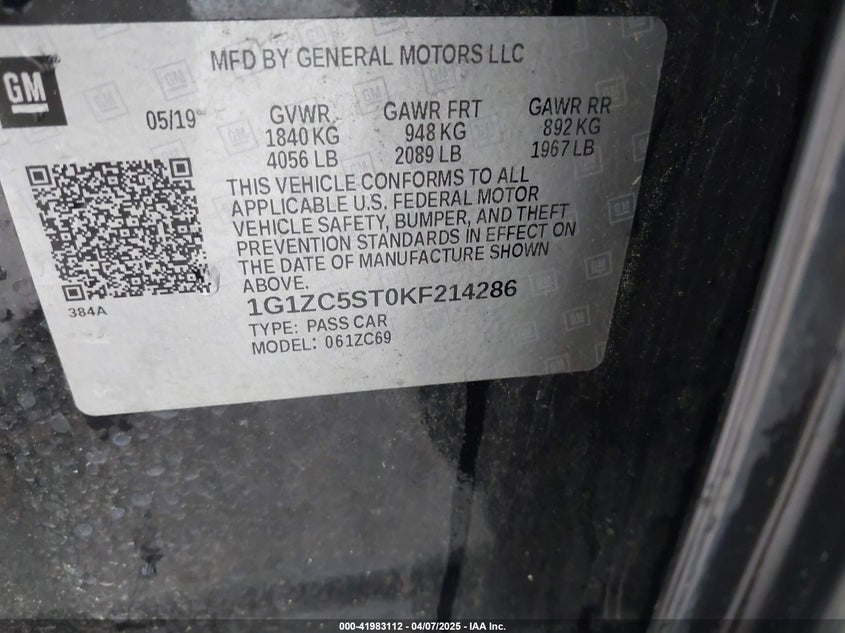 GM
MFD BY GENERAL MOTORS LLC
05/19
GVWR GAWR FRT GAWR RR
1840 KG 948 KG 892 KG
4056 LB 2089 LB 1967 LB
THIS VEHICLE CONFORMS TO ALL
APPLICABLE U.S. FEDERAL MOTOR
VEHICLE SAFETY, BUMPER, AND THEFT
PREVENTION STANDARDS IN EFFECT ON
THE DATE OF MANUFACTURE SHOWN
ABOVE.
384A
1G1ZC5ST0KF214286
TYPE: PASS CAR
MODEL: 061ZC69
000-41983112 - 04/07/2025 - IAA Inc.